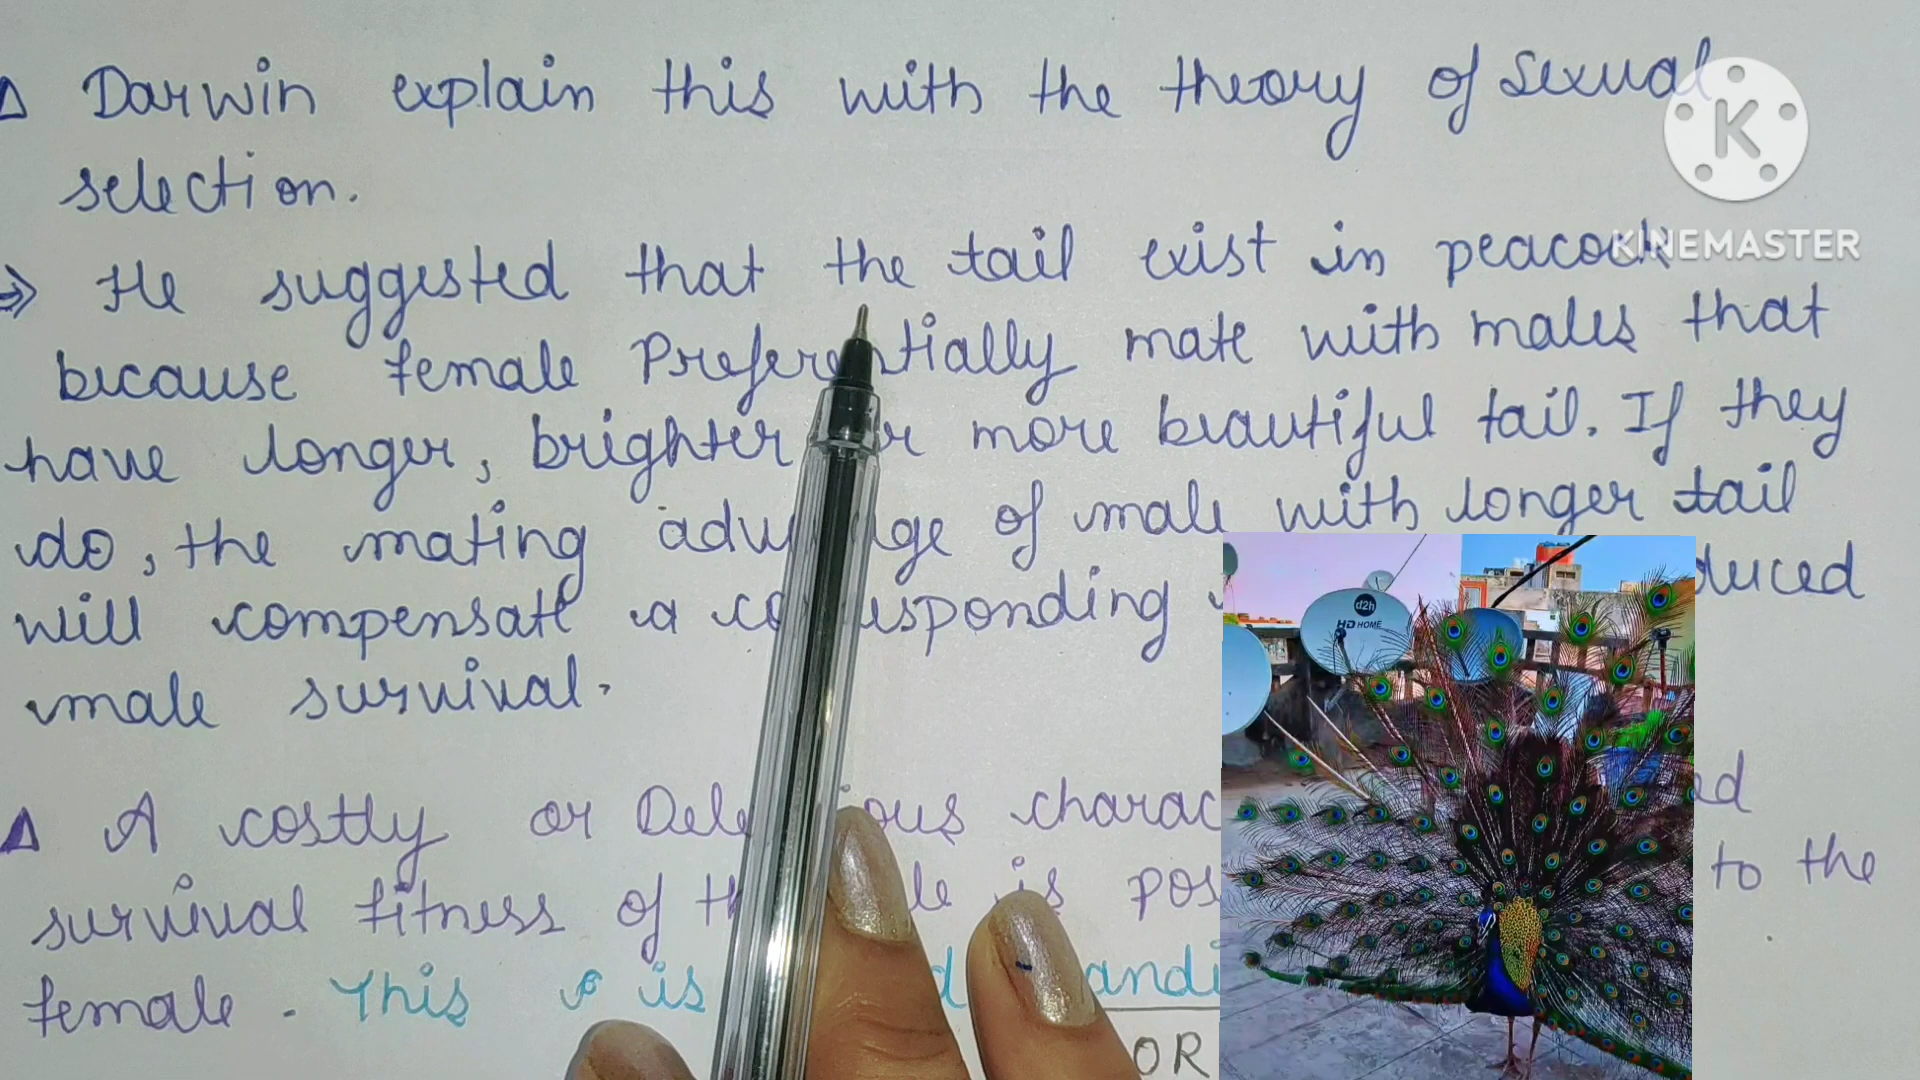 Darwin explain this with the theory of Sexual
selection.
He suggested that the tail exist in peacock
because female Preferentially mate with males that
have longer, brighter or more beautiful tail. If they
do, the mating of male with longer tail
will compensate a
male survival.
A costly or
survival fitness of is to the
female. This is
OR
K
KINEMASTER
d2h
HD HOME